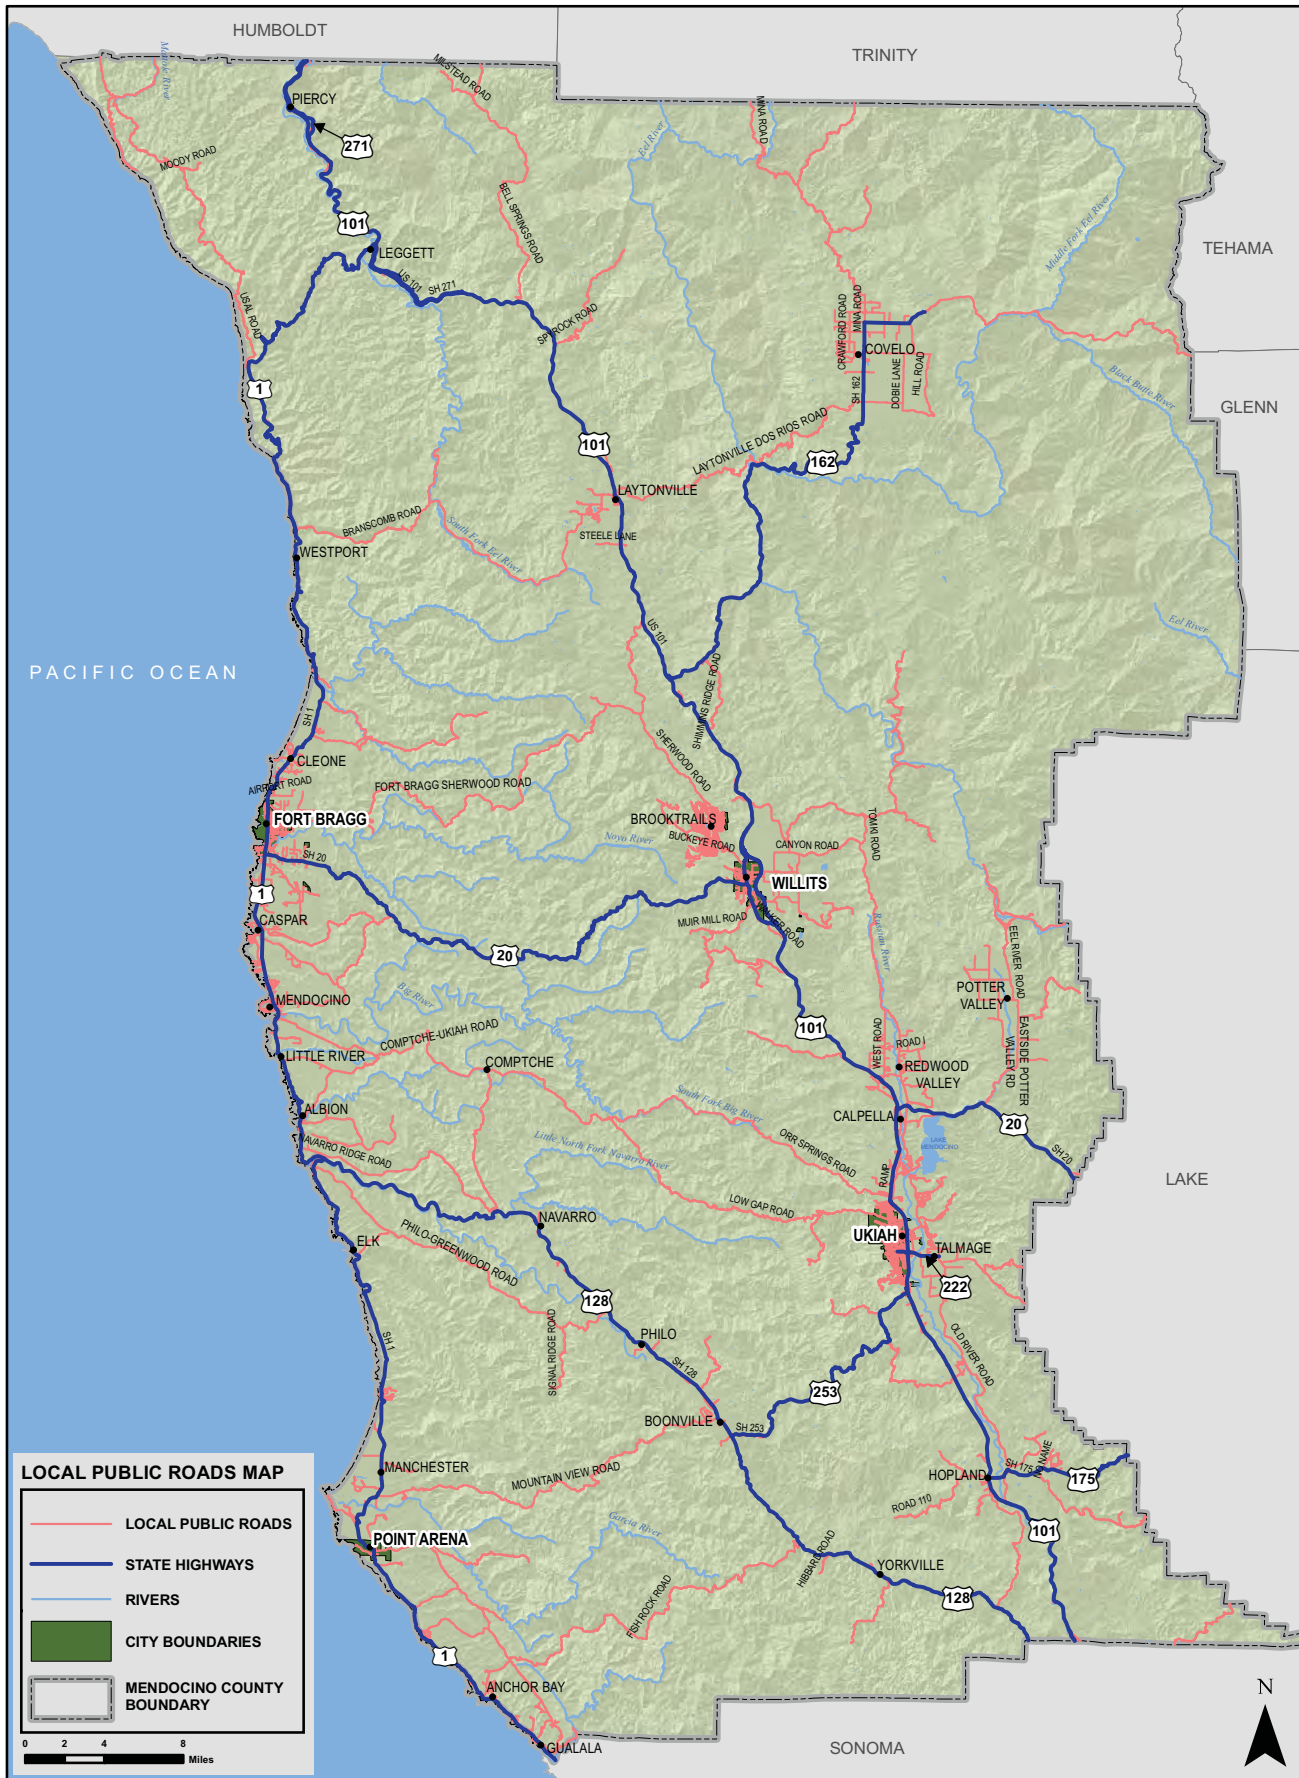 HUMBOLDT
TRINITY
Mattole River
MILSTEAD ROAD
PIERCY
MINA ROAD
271
Eel River
MOODY ROAD
BELL SPRINGS ROAD
101
Middle Fork Eel River
TEHAMA
LEGGETT
US 101
SH 271
USAL ROAD
SPYROCK ROAD
CRAWFORD ROAD
MINA ROAD
COVELO
DOBIE LANE
HILL ROAD
SH 162
Black Butte River
1
GLENN
101
LAYTONVILLE DOS RIOS ROAD
162
LAYTONVILLE
BRANSCOMB ROAD
South Fork Eel River
STEELE LANE
WESTPORT
US 101
Eel River
PACIFIC OCEAN
SHIMMINS RIDGE ROAD
SH 1
SHERWOOD ROAD
CLEONE
AIRPORT ROAD
FORT BRAGG SHERWOOD ROAD
FORT BRAGG
BROOKTRAILS
TOMKI ROAD
Noyo River
BUCKEYE ROAD
CANYON ROAD
SH 20
WILLITS
1
CASPAR
MUIR MILL ROAD
WALKER ROAD
Russian River
EEL RIVER ROAD
20
POTTER
VALLEY
Big River
MENDOCINO
101
COMPTCHE-UKIAH ROAD
WEST ROAD
ROAD I
EASTSIDE POTTER
VALLEY RD
LITTLE RIVER
COMPTCHE
REDWOOD
VALLEY
South Fork Big River
ALBION
CALPELLA
20
LAKE
MENDOCINO
NAVARRO RIDGE ROAD
Little North Fork Navarro River
ORR SPRINGS ROAD
SH 20
RAMP
LAKE
LOW GAP ROAD
NAVARRO
PHILO-GREENWOOD ROAD
UKIAH
ELK
TALMAGE
222
128
OLD RIVER ROAD
SH 1
SIGNAL RIDGE ROAD
PHILO
SH 128
253
BOONVILLE
SH 253
MANCHESTER
MOUNTAIN VIEW ROAD
NO NAME
SH 175
HOPLAND
175
ROAD 110
Garcia River
101
POINT ARENA
HIBBARD ROAD
YORKVILLE
FISH ROCK ROAD
128
1
ANCHOR BAY
GUALALA
SONOMA
N
LOCAL PUBLIC ROADS MAP
LOCAL PUBLIC ROADS
STATE HIGHWAYS
RIVERS
CITY BOUNDARIES
MENDOCINO COUNTY
BOUNDARY
0 2 4 8
Miles